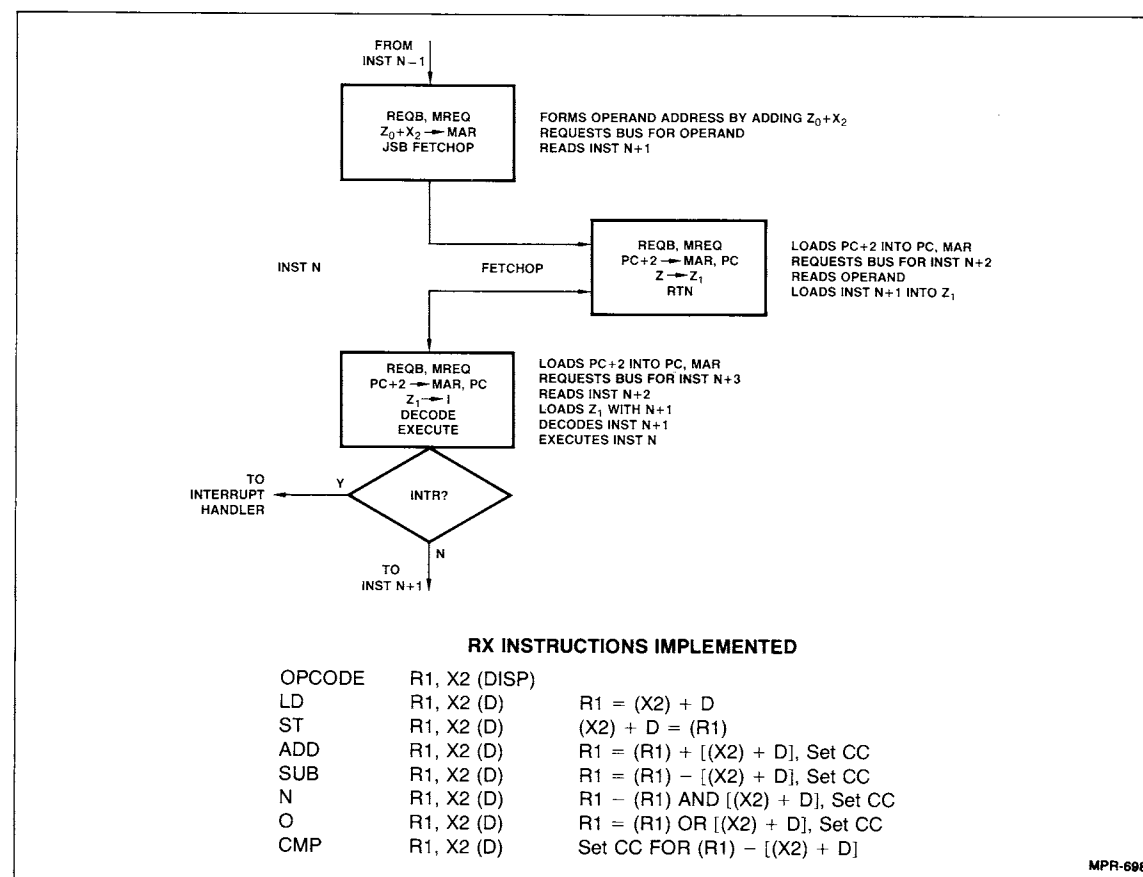 FROM
INST N−1
REQB, MREQ
Z₀+X₂ → MAR
JSB FETCHOP
FORMS OPERAND ADDRESS BY ADDING Z₀+X₂
REQUESTS BUS FOR OPERAND
READS INST N+1
INST N
FETCHOP
REQB, MREQ
PC+2 → MAR, PC
Z → Z₁
RTN
LOADS PC+2 INTO PC, MAR
REQUESTS BUS FOR INST N+2
READS OPERAND
LOADS INST N+1 INTO Z₁
REQB, MREQ
PC+2 → MAR, PC
Z₁ → I
DECODE
EXECUTE
LOADS PC+2 INTO PC, MAR
REQUESTS BUS FOR INST N+3
READS INST N+2
LOADS Z₁ WITH N+1
DECODES INST N+1
EXECUTES INST N
TO
INTERRUPT
HANDLER
Y
INTR?
N
TO
INST N+1
RX INSTRUCTIONS IMPLEMENTED
OPCODE R1, X2 (DISP)
LD R1, X2 (D) R1 = (X2) + D
ST R1, X2 (D) (X2) + D = (R1)
ADD R1, X2 (D) R1 = (R1) + [(X2) + D], Set CC
SUB R1, X2 (D) R1 = (R1) − [(X2) + D], Set CC
N R1, X2 (D) R1 − (R1) AND [(X2) + D], Set CC
O R1, X2 (D) R1 = (R1) OR [(X2) + D], Set CC
CMP R1, X2 (D) Set CC FOR (R1) − [(X2) + D]
MPR-698